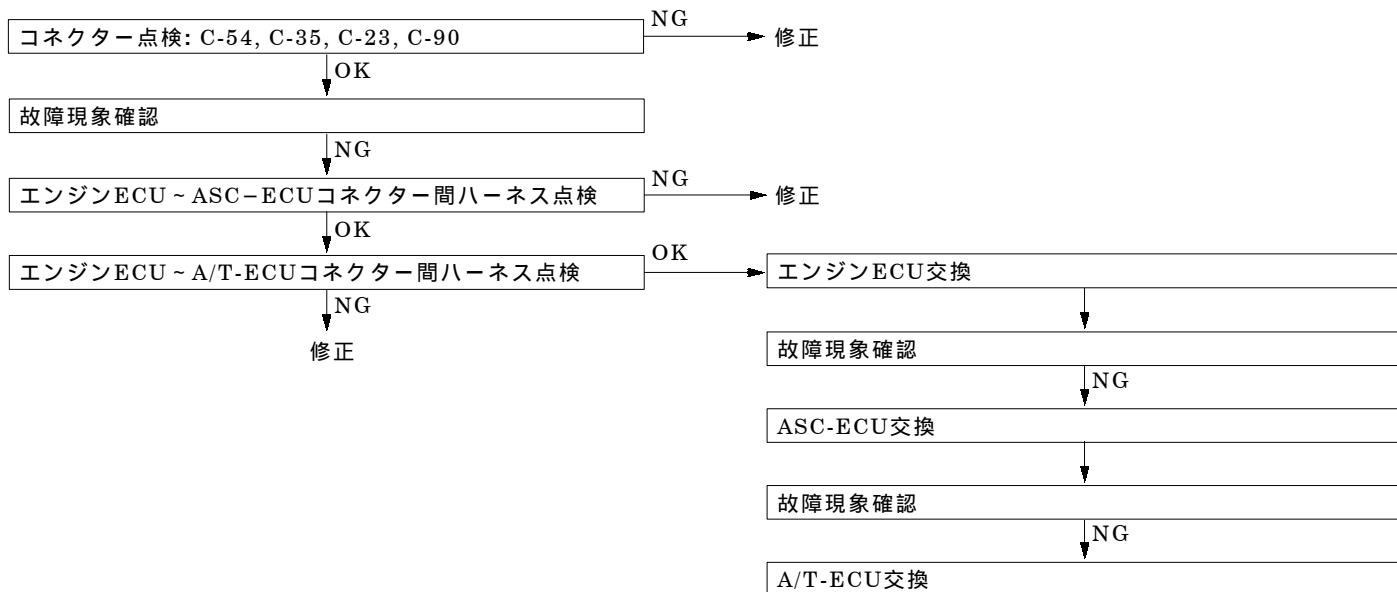 コネクター点検: C-54, C-35, C-23, C-90
NG
修正
OK
故障現象確認
NG
エンジンECU ~ ASC−ECUコネクター間ハーネス点検
NG
修正
OK
エンジンECU ~ A/T-ECUコネクター間ハーネス点検
OK
エンジンECU交換
NG
修正
故障現象確認
NG
ASC-ECU交換
故障現象確認
NG
A/T-ECU交換